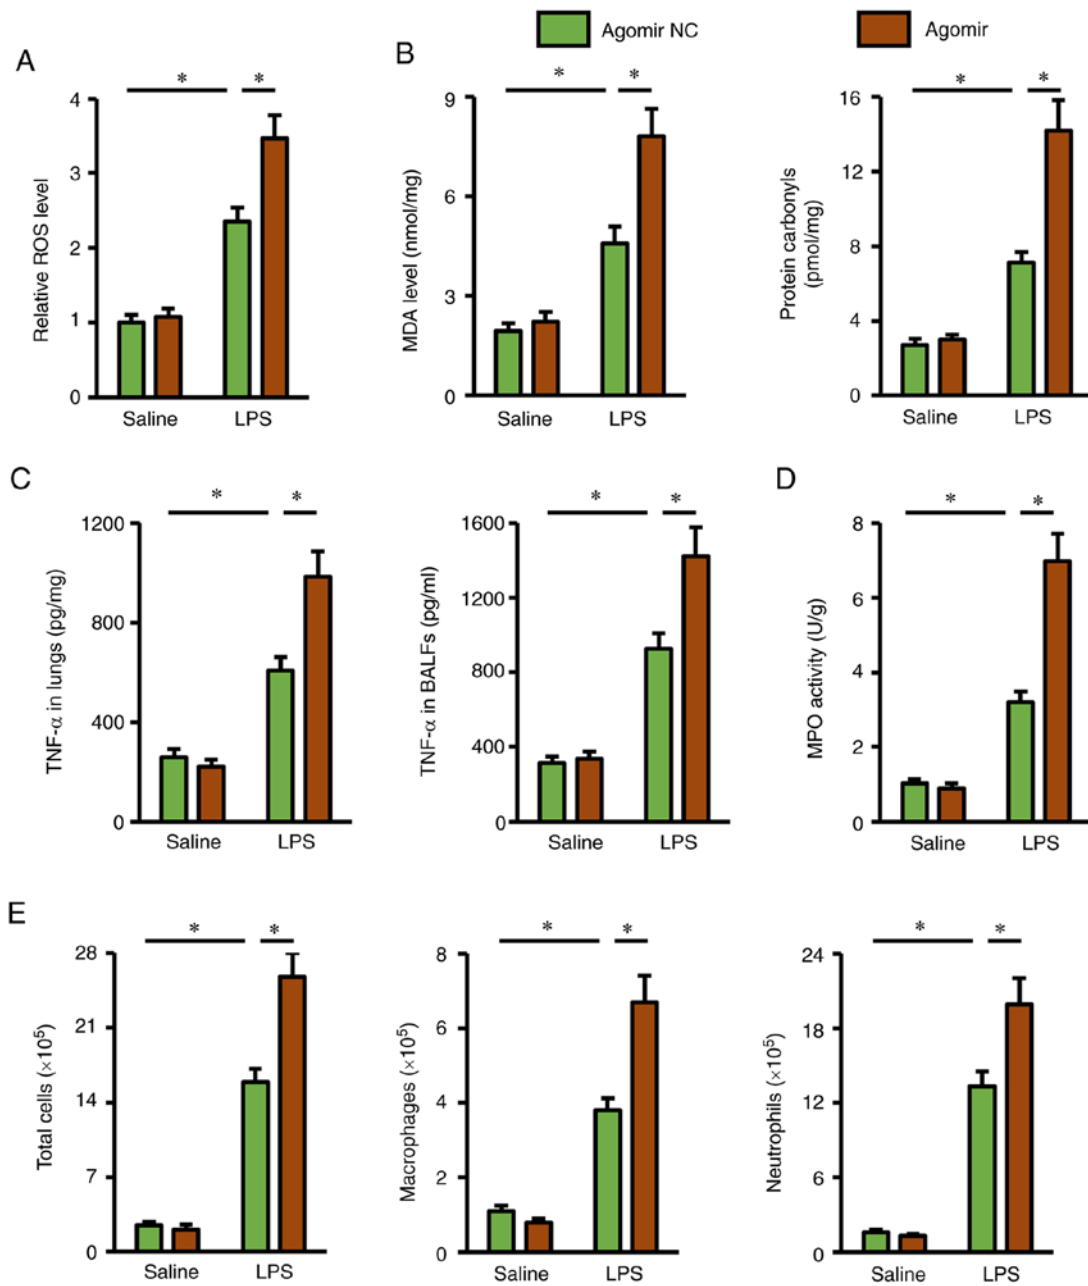 Agomir NC Agomir
A B
* * * * * *
Relative ROS level
4
3
2
1
0
Saline LPS
MDA level (nmol/mg)
9
6
3
0
Saline LPS
Protein carbonyls
(pmol/mg)
16
12
8
4
0
Saline LPS
C D
* * * * * *
TNF-α in lungs (pg/mg)
1200
800
400
0
Saline LPS
TNF-α in BALFs (pg/ml)
1600
1200
800
400
0
Saline LPS
MPO activity (U/g)
8
6
4
2
0
Saline LPS
E
* * * * * *
Total cells (×10⁵)
28
21
14
7
0
Saline LPS
Macrophages (×10⁵)
8
6
4
2
0
Saline LPS
Neutrophils (×10⁵)
24
18
12
6
0
Saline LPS